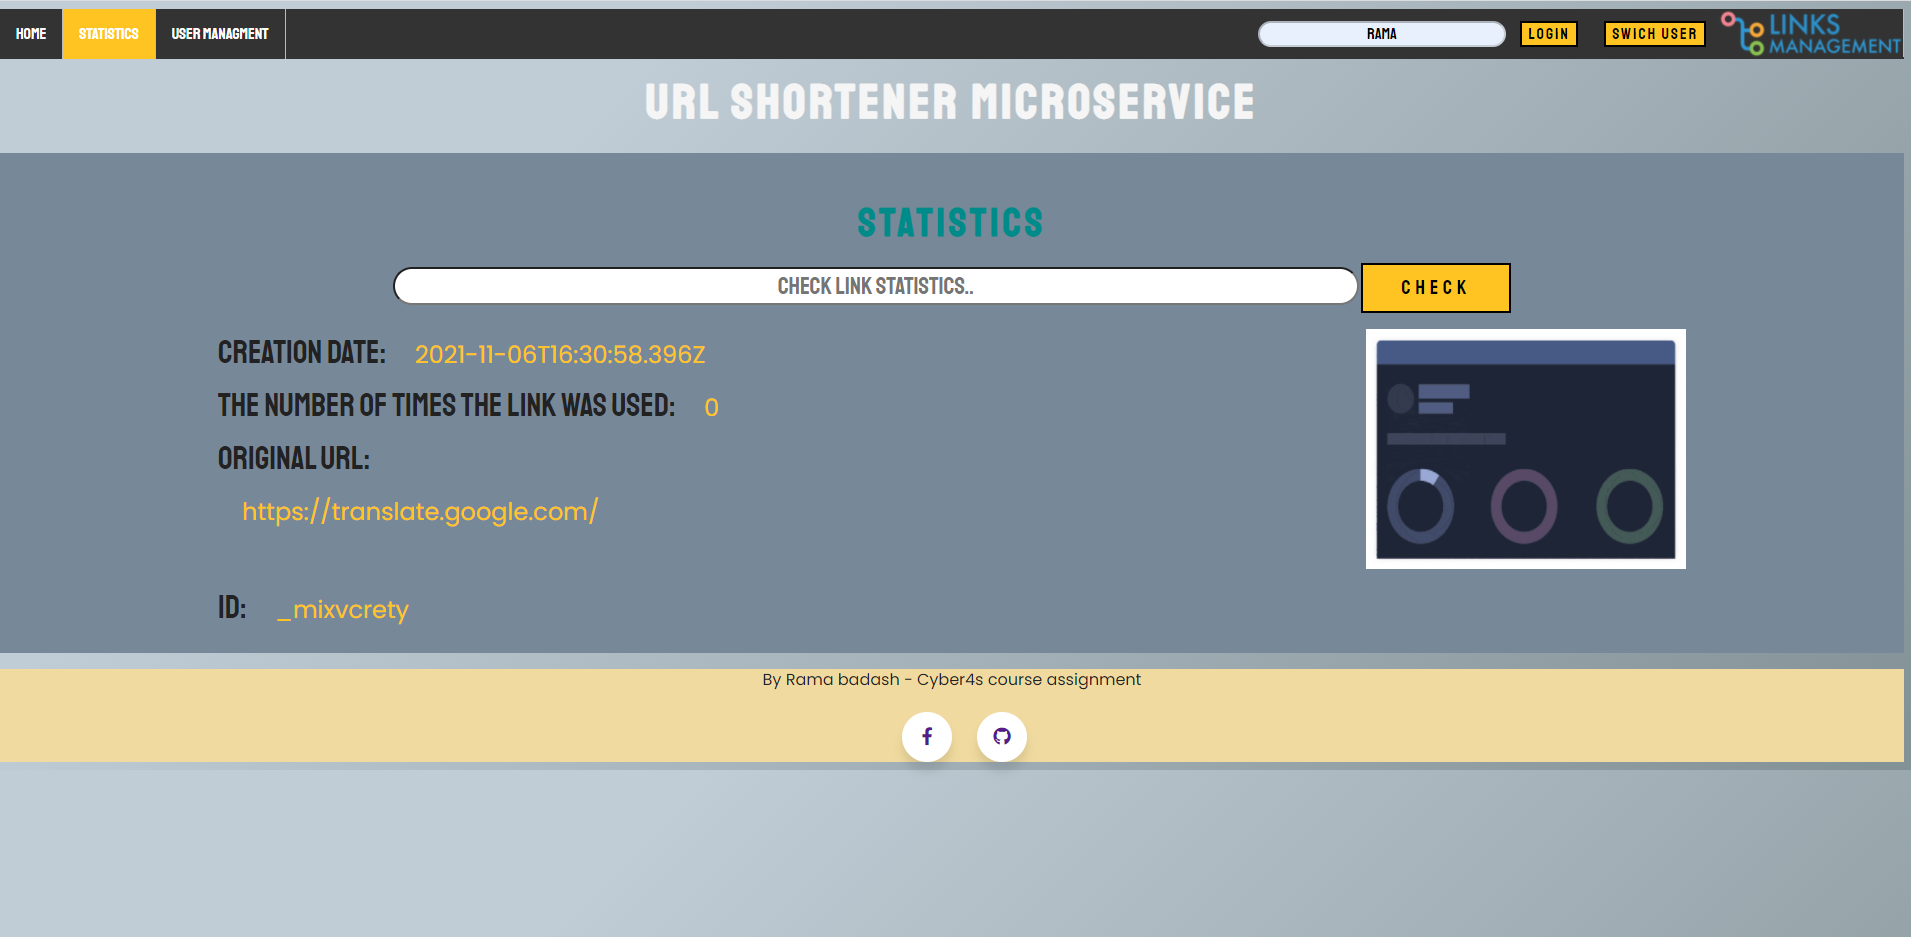 HOME STATISTICS USER MANAGMENT RAMA LOGIN SWICH USER LINKS MANAGEMENT
URL SHORTENER MICROSERVICE
STATISTICS
CHECK LINK STATISTICS.. CHECK
CREATION DATE: 2021-11-06T16:30:58.396Z
THE NUMBER OF TIMES THE LINK WAS USED: 0
ORIGINAL URL:
https://translate.google.com/
ID: _mixvcrety
By Rama badash - Cyber4s course assignment